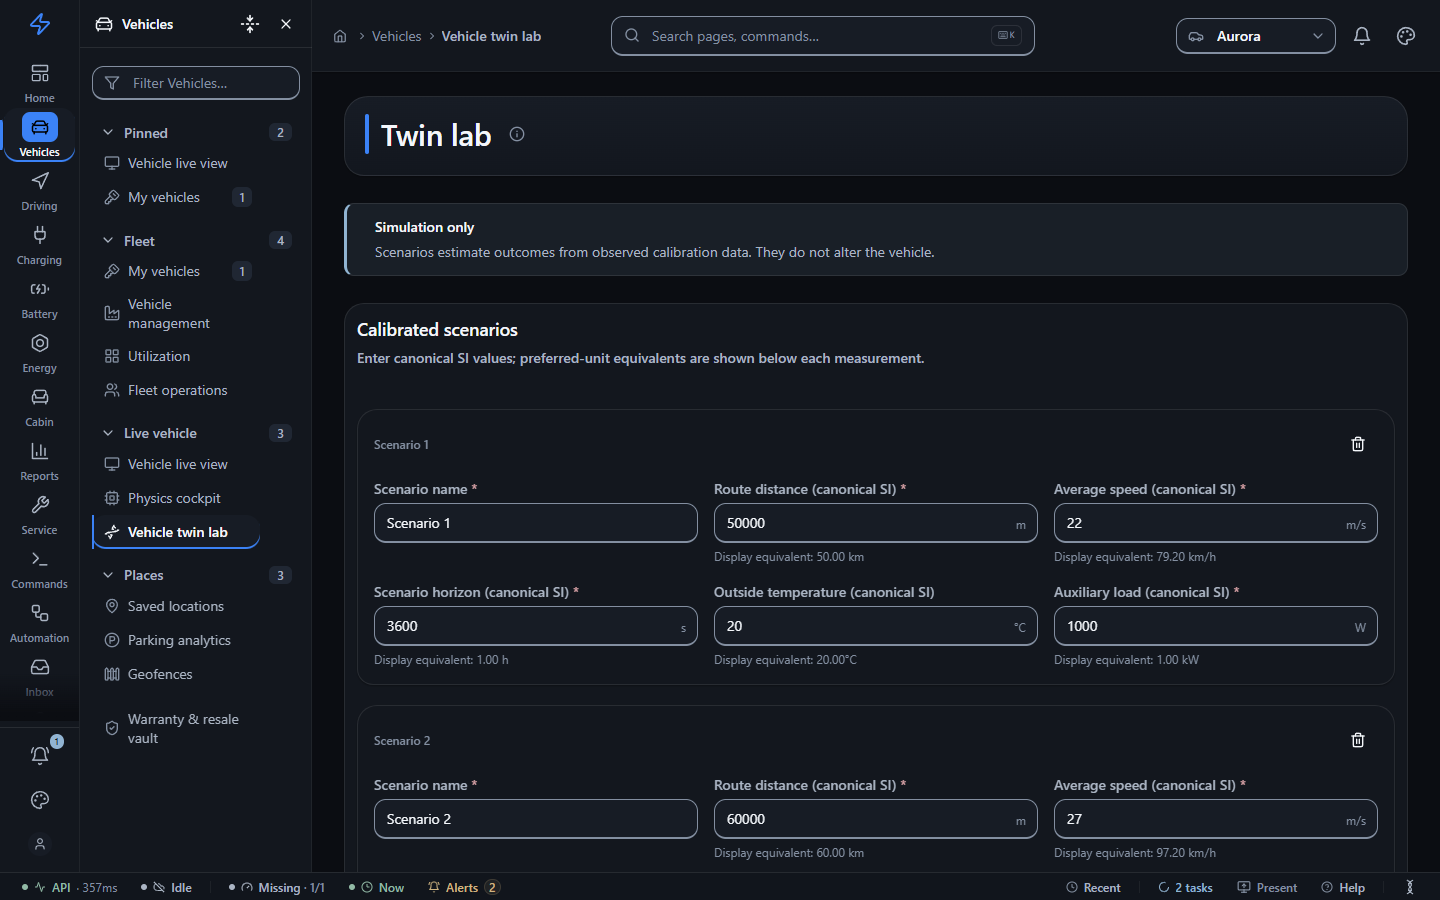 Vehicles
Vehicles
Vehicle twin lab
Search pages, commands...
K
Aurora
Home
Vehicles
Driving
Charging
Battery
Energy
Cabin
Reports
Service
Commands
Automation
Inbox
1
Filter Vehicles...
Pinned
2
Vehicle live view
My vehicles
1
Fleet
4
My vehicles
1
Vehicle
management
Utilization
Fleet operations
Live vehicle
3
Vehicle live view
Physics cockpit
Vehicle twin lab
Places
3
Saved locations
Parking analytics
Geofences
Warranty & resale
vault
Twin lab
Simulation only
Scenarios estimate outcomes from observed calibration data. They do not alter the vehicle.
Calibrated scenarios
Enter canonical SI values; preferred-unit equivalents are shown below each measurement.
Scenario 1
Scenario name *
Route distance (canonical SI) *
Average speed (canonical SI) *
Scenario 1
50000 m
22 m/s
Display equivalent: 50.00 km
Display equivalent: 79.20 km/h
Scenario horizon (canonical SI) *
Outside temperature (canonical SI)
Auxiliary load (canonical SI) *
3600 s
20 °C
1000 W
Display equivalent: 1.00 h
Display equivalent: 20.00°C
Display equivalent: 1.00 kW
Scenario 2
Scenario name *
Route distance (canonical SI) *
Average speed (canonical SI) *
Scenario 2
60000 m
27 m/s
Display equivalent: 60.00 km
Display equivalent: 97.20 km/h
API · 357ms
Idle
Missing · 1/1
Now
Alerts 2
Recent
2 tasks
Present
Help